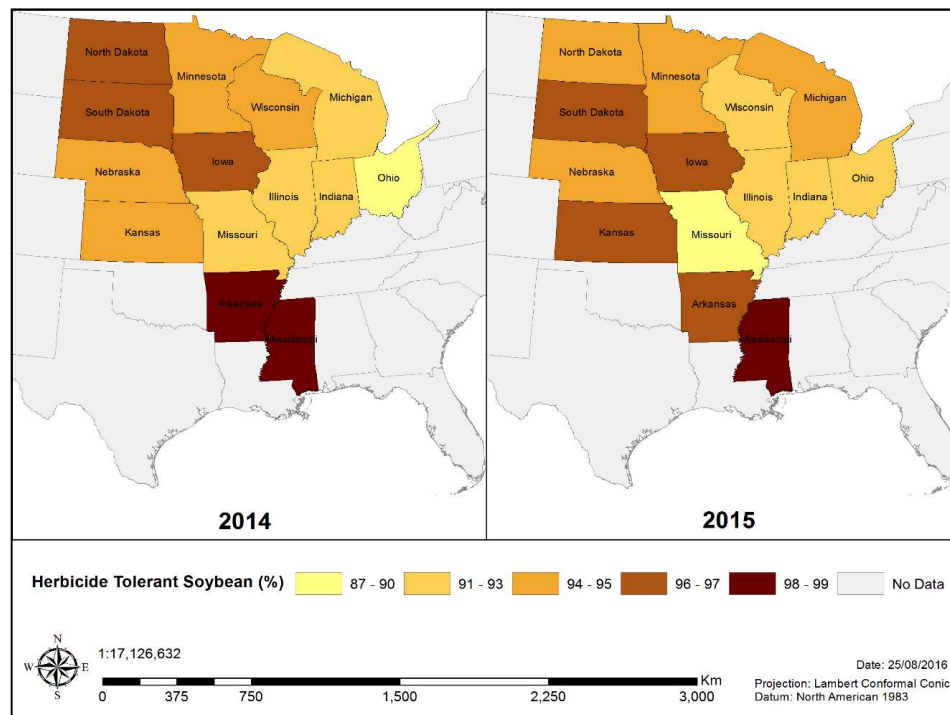 North Dakota
Minnesota
South Dakota
Wisconsin
Michigan
Iowa
Nebraska
Illinois
Indiana
Ohio
Kansas
Missouri
Arkansas
Mississippi
2014
North Dakota
Minnesota
South Dakota
Wisconsin
Michigan
Iowa
Nebraska
Illinois
Indiana
Ohio
Kansas
Missouri
Arkansas
Mississippi
2015
Herbicide Tolerant Soybean (%) 87 - 90 91 - 93 94 - 95 96 - 97 98 - 99 No Data
N
W E
S
1:17,126,632
Km
0 375 750 1,500 2,250 3,000
Date: 25/08/2016
Projection: Lambert Conformal Conic
Datum: North American 1983